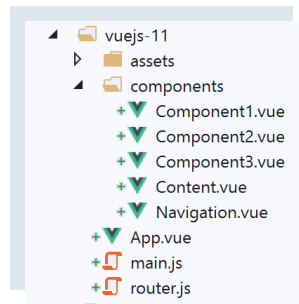 vuejs-11
assets
components
Component1.vue
Component2.vue
Component3.vue
Content.vue
Navigation.vue
App.vue
main.js
router.js